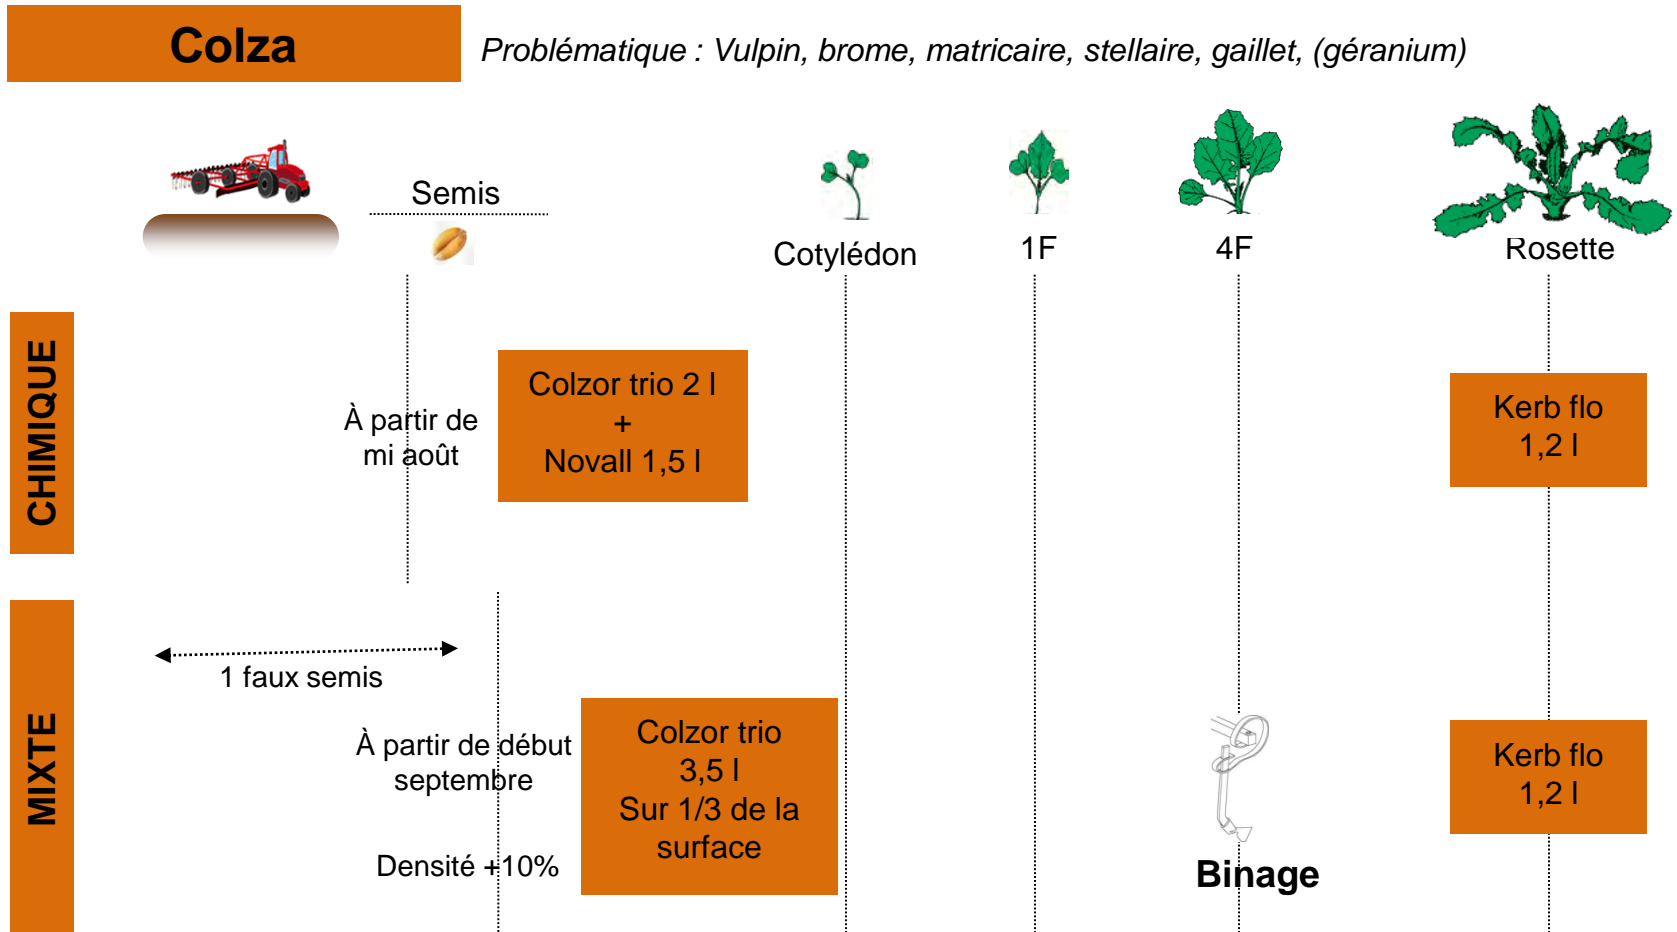 Colza
Problématique : Vulpin, brome, matricaire, stellaire, gaillet, (géranium)
Semis
Cotylédon
1F
4F
Rosette
CHIMIQUE
À partir de
mi août
Colzor trio 2 l
+
Novall 1,5 l
Kerb flo
1,2 l
MIXTE
1 faux semis
À partir de début
septembre
Densité +10%
Colzor trio
3,5 l
Sur 1/3 de la
surface
Binage
Kerb flo
1,2 l